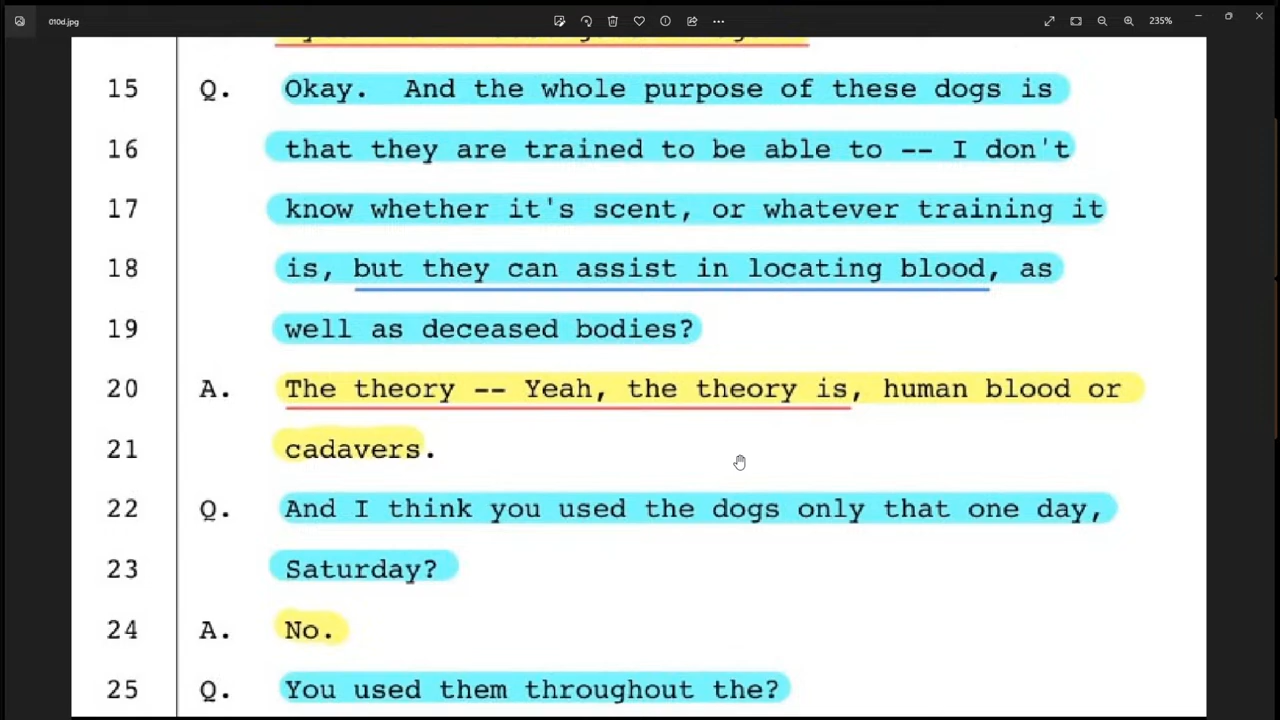 010d.jpg
235%
15 Q. Okay. And the whole purpose of these dogs is
16 that they are trained to be able to -- I don't
17 know whether it's scent, or whatever training it
18 is, but they can assist in locating blood, as
19 well as deceased bodies?
20 A. The theory -- Yeah, the theory is, human blood or
21 cadavers.
22 Q. And I think you used the dogs only that one day,
23 Saturday?
24 A. No.
25 Q. You used them throughout the?